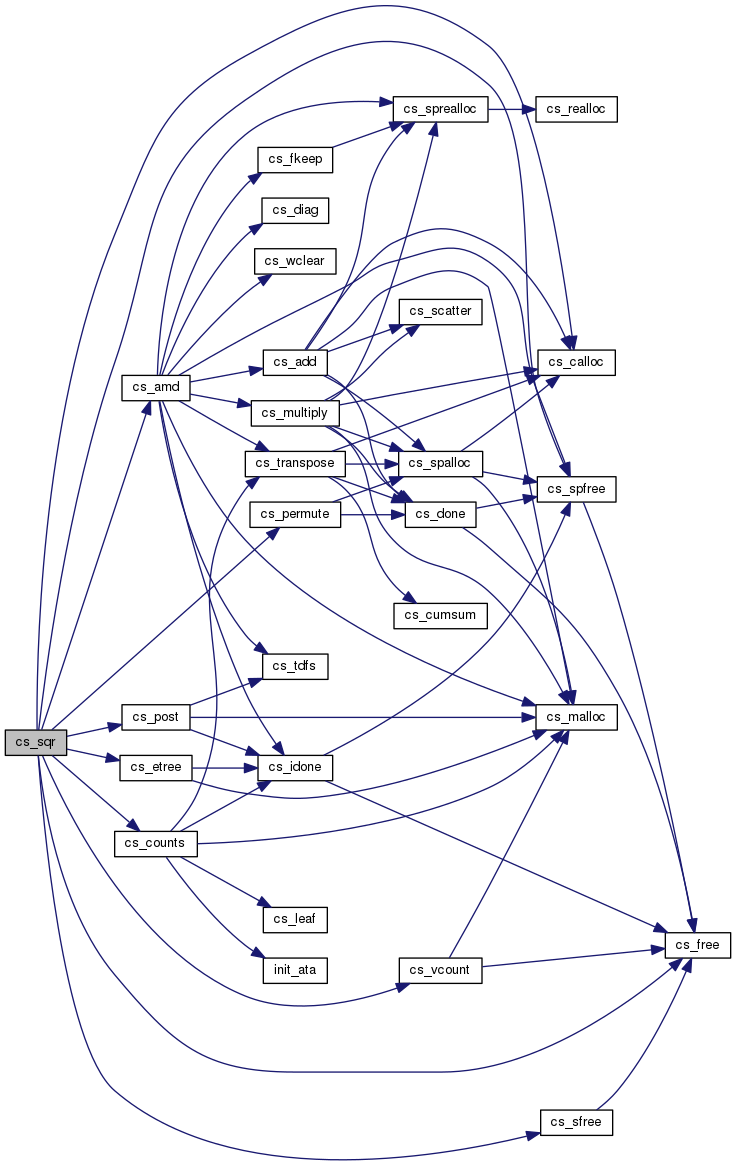 cs_sprealloc
cs_realloc
cs_fkeep
cs_diag
cs_wclear
cs_scatter
cs_add
cs_calloc
cs_amd
cs_multiply
cs_transpose
cs_spalloc
cs_spfree
cs_permute
cs_done
cs_cumsum
cs_tdfs
cs_post
cs_malloc
cs_sqr
cs_etree
cs_idone
cs_counts
cs_leaf
cs_free
init_ata
cs_vcount
cs_sfree